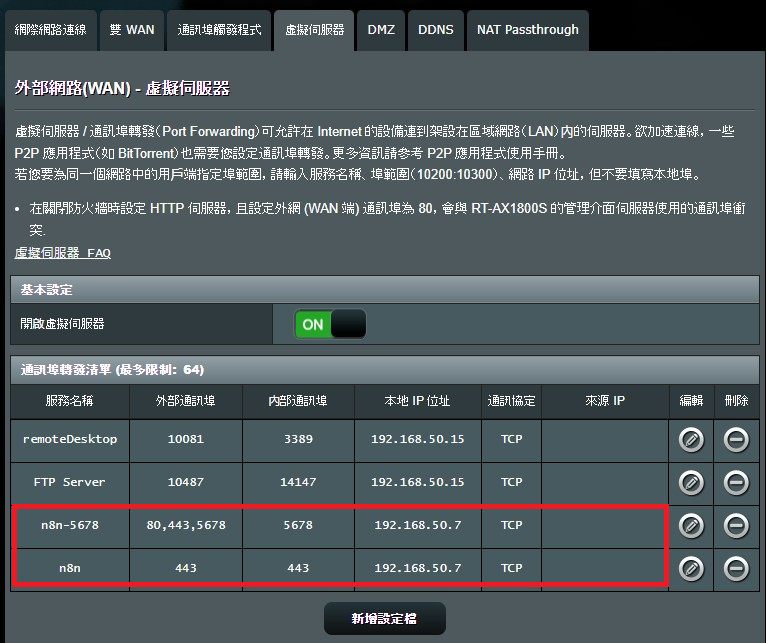 網際網路連線 雙 WAN 通訊埠觸發程式 虛擬伺服器 DMZ DDNS NAT Passthrough
外部網路(WAN) - 虛擬伺服器
虛擬伺服器 / 通訊埠轉發(Port Forwarding)可允許在 Internet 的設備連到架設在區域網路(LAN)內的伺服器。欲加速連線，一些
P2P 應用程式(如 BitTorrent)也需要您設定通訊埠轉發。更多資訊請參考 P2P 應用程式使用手冊。
若您要為同一個網路中的用戶端指定埠範圍，請輸入服務名稱、埠範圍(10200:10300)、網路 IP 位址，但不要填寫本地埠。
• 在關閉防火牆時設定 HTTP 伺服器，且設定外網 (WAN 端) 通訊埠為 80，會與 RT-AX1800S 的管理介面伺服器使用的通訊埠衝
突.
虛擬伺服器 FAQ
基本設定
開啟虛擬伺服器 ON
通訊埠轉發清單 (最多限制: 64)
服務名稱 外部通訊埠 內部通訊埠 本地 IP 位址 通訊協定 來源 IP 編輯 刪除
remoteDesktop 10081 3389 192.168.50.15 TCP
FTP Server 10487 14147 192.168.50.15 TCP
n8n-5678 80,443,5678 5678 192.168.50.7 TCP
n8n 443 443 192.168.50.7 TCP
新增設定檔